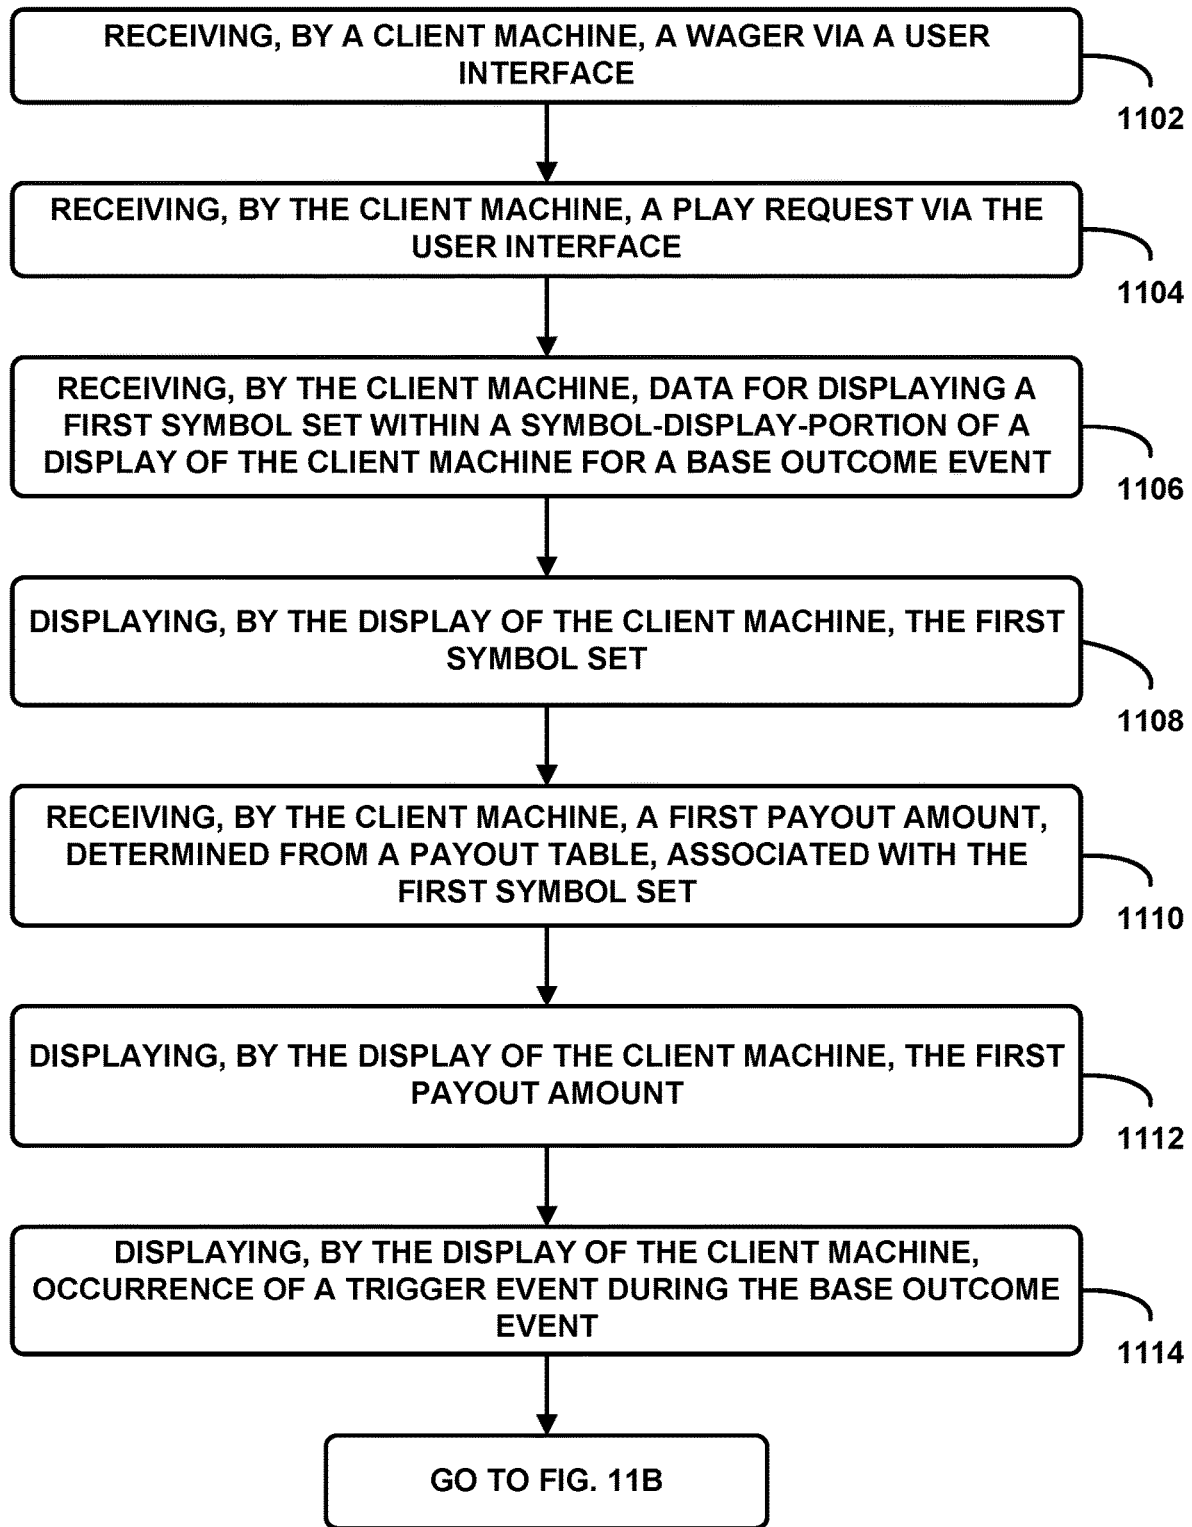 RECEIVING, BY A CLIENT MACHINE, A WAGER VIA A USER
INTERFACE
1102
RECEIVING, BY THE CLIENT MACHINE, A PLAY REQUEST VIA THE
USER INTERFACE
1104
RECEIVING, BY THE CLIENT MACHINE, DATA FOR DISPLAYING A
FIRST SYMBOL SET WITHIN A SYMBOL-DISPLAY-PORTION OF A
DISPLAY OF THE CLIENT MACHINE FOR A BASE OUTCOME EVENT
1106
DISPLAYING, BY THE DISPLAY OF THE CLIENT MACHINE, THE FIRST
SYMBOL SET
1108
RECEIVING, BY THE CLIENT MACHINE, A FIRST PAYOUT AMOUNT,
DETERMINED FROM A PAYOUT TABLE, ASSOCIATED WITH THE
FIRST SYMBOL SET
1110
DISPLAYING, BY THE DISPLAY OF THE CLIENT MACHINE, THE FIRST
PAYOUT AMOUNT
1112
DISPLAYING, BY THE DISPLAY OF THE CLIENT MACHINE,
OCCURRENCE OF A TRIGGER EVENT DURING THE BASE OUTCOME
EVENT
1114
GO TO FIG. 11B